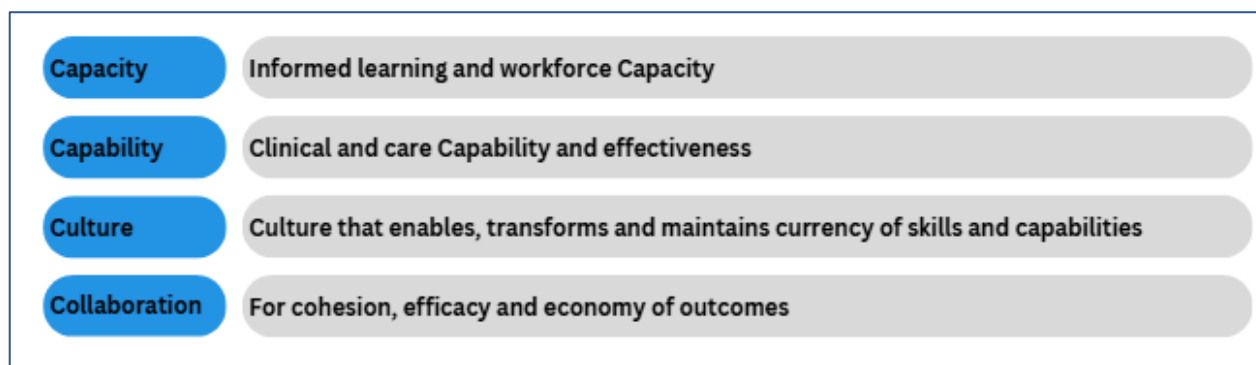 Capacity Informed learning and workforce Capacity
Capability Clinical and care Capability and effectiveness
Culture Culture that enables, transforms and maintains currency of skills and capabilities
Collaboration For cohesion, efficacy and economy of outcomes